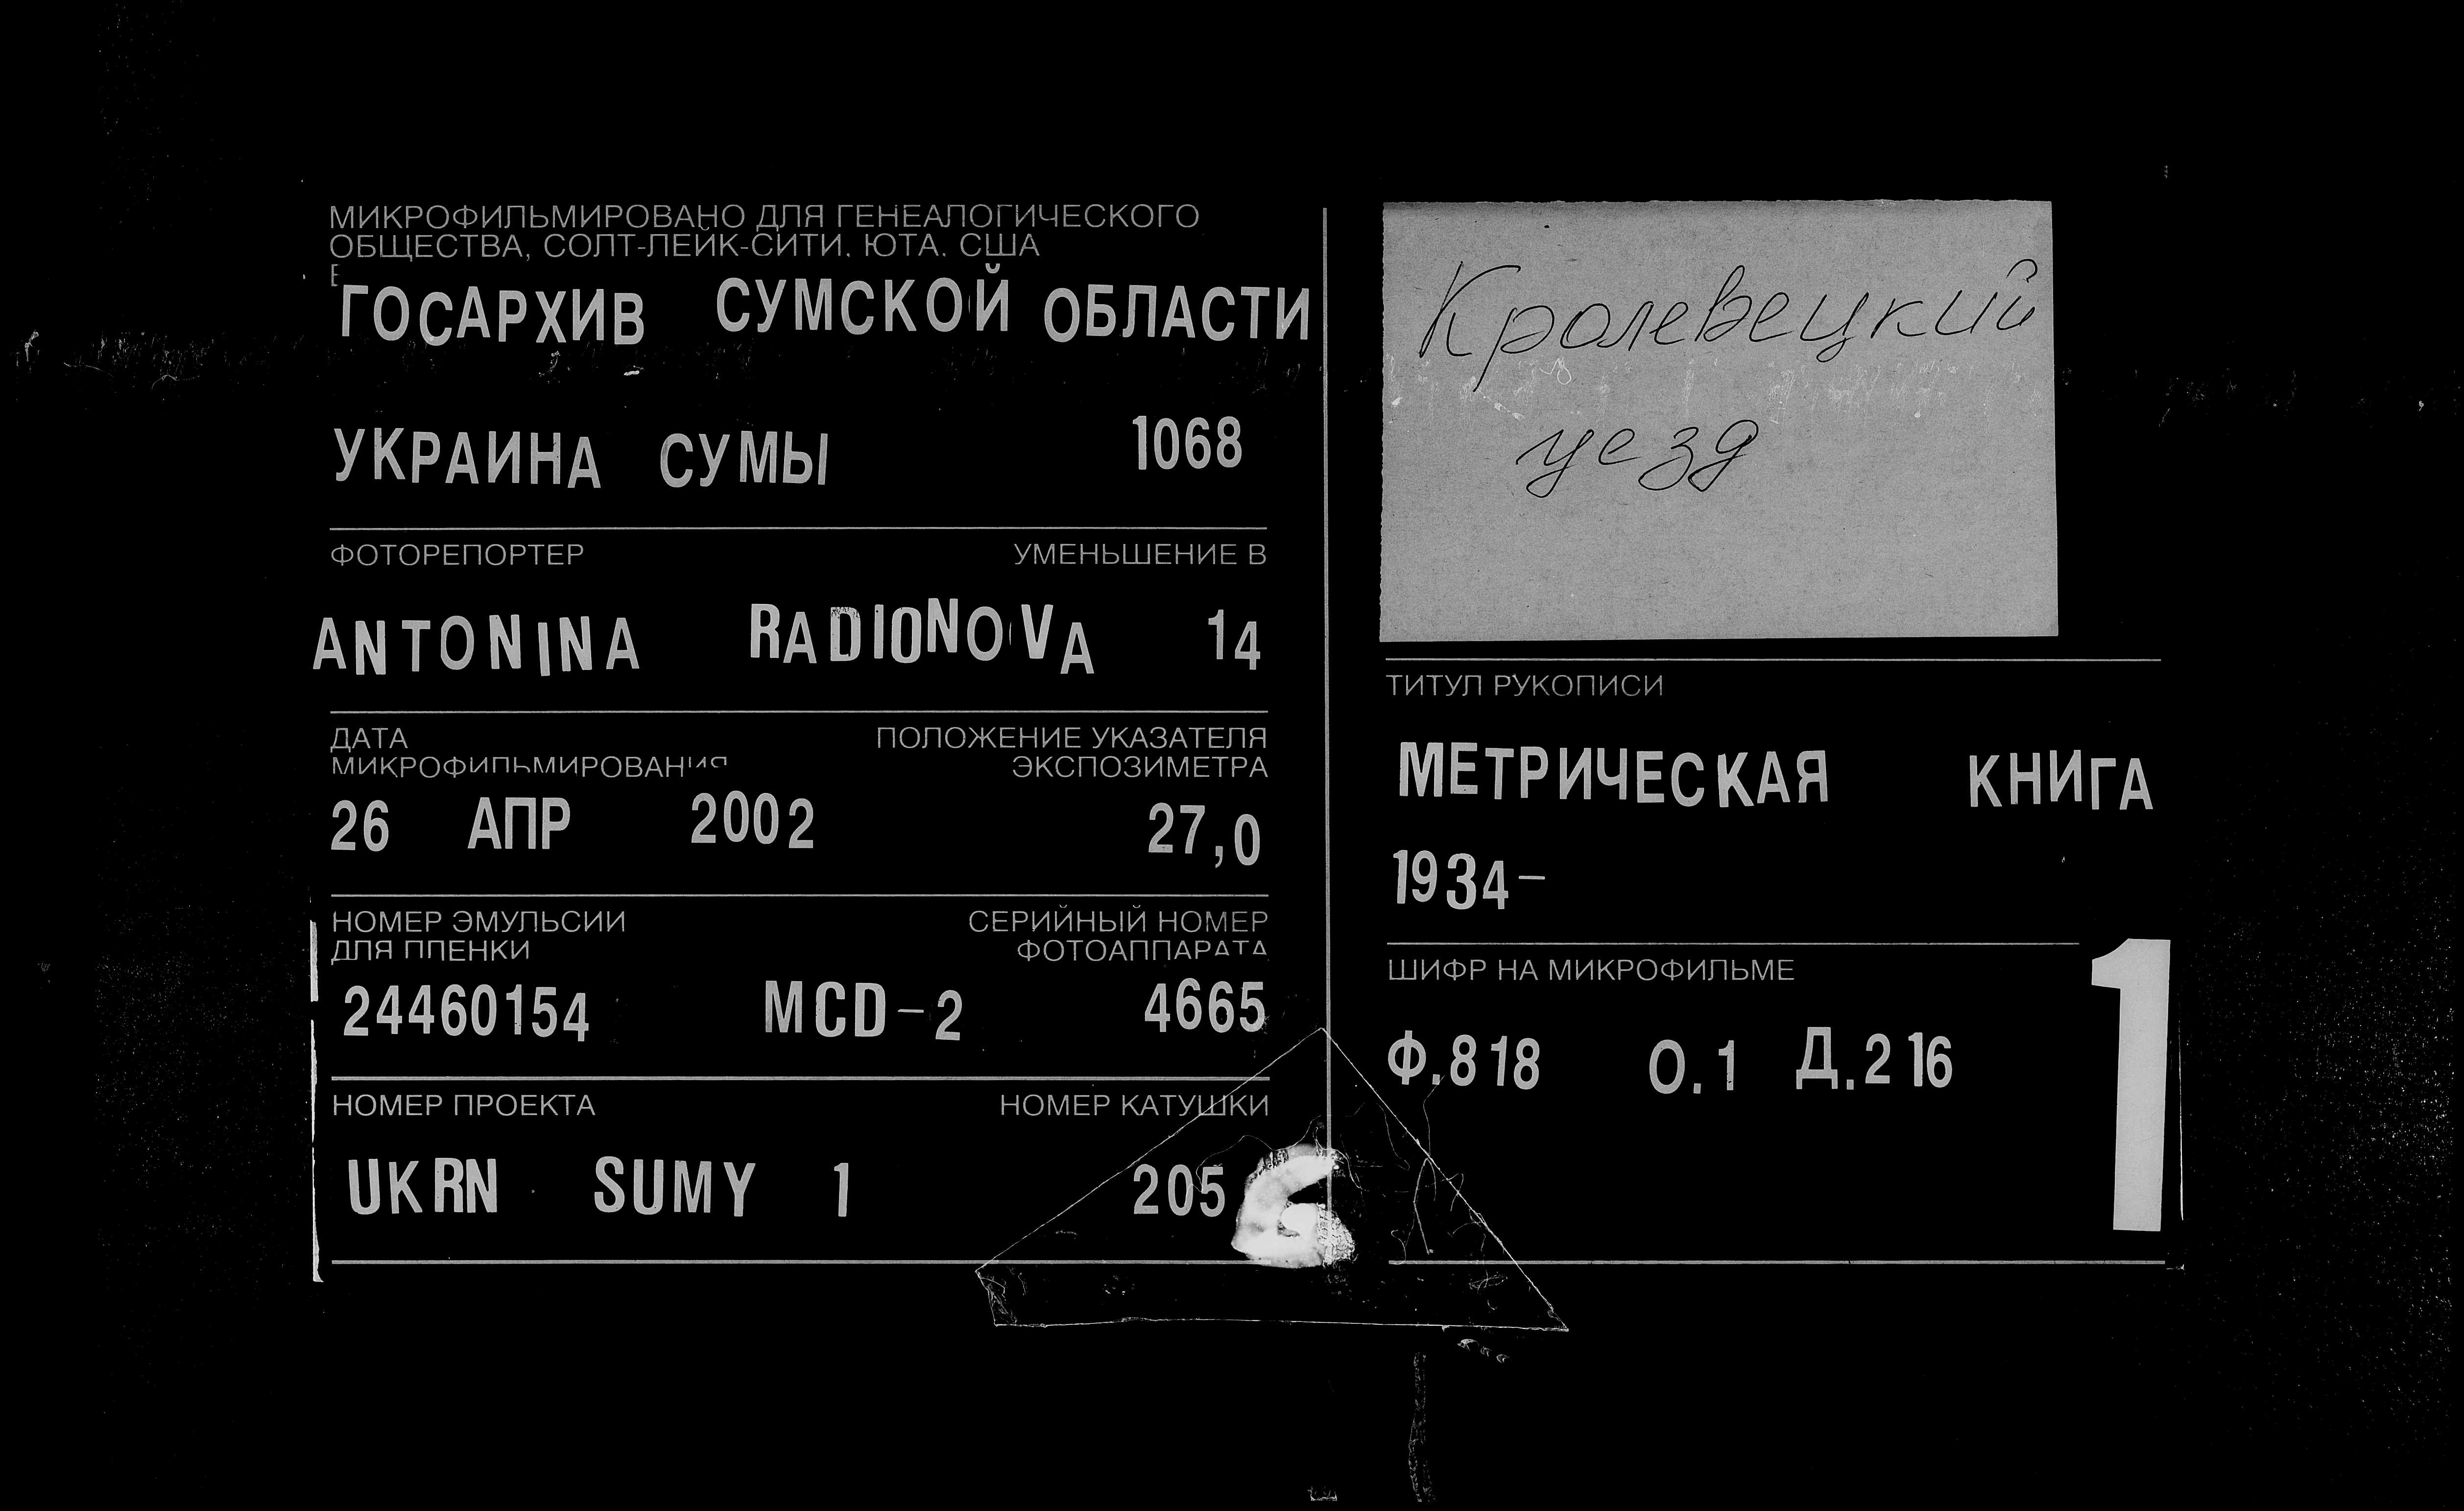 МИКРОФИЛЬМИРОВАНО ДЛЯ ГЕНЕАЛОГИЧЕСКОГО
ОБЩЕСТВА, СОЛТ-ЛЕЙК-СИТИ, ЮТА, США
ГОСАРХИВ СУМСКОЙ ОБЛАСТИ
УКРАИНА СУМЫ 1068
ФОТОРЕПОРТЕР УМЕНЬШЕНИЕ В
ANTONINA RADIONOVA 14
ДАТА ПОЛОЖЕНИЕ УКАЗАТЕЛЯ
МИКРОФИЛЬМИРОВАНИЯ ЭКСПОЗИМЕТРА
26 АПР 2002 27,0
НОМЕР ЭМУЛЬСИИ СЕРИЙНЫЙ НОМЕР
ДЛЯ ПЛЕНКИ ФОТОАППАРАТА
24460154 MCD-2 4665
НОМЕР ПРОЕКТА НОМЕР КАТУШКИ
UKRN SUMY 1 205
Кролевецкий
уезд
ТИТУЛ РУКОПИСИ
МЕТРИЧЕСКАЯ КНИГА
1934-
ШИФР НА МИКРОФИЛЬМЕ
Ф.818 О.1 Д.216
1